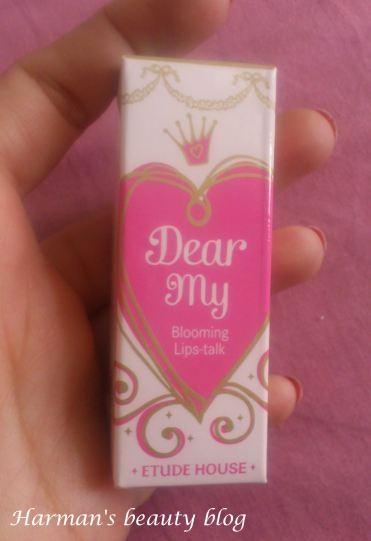 Dear
My
Blooming
Lips-talk
ETUDE HOUSE
Harman's beauty blog